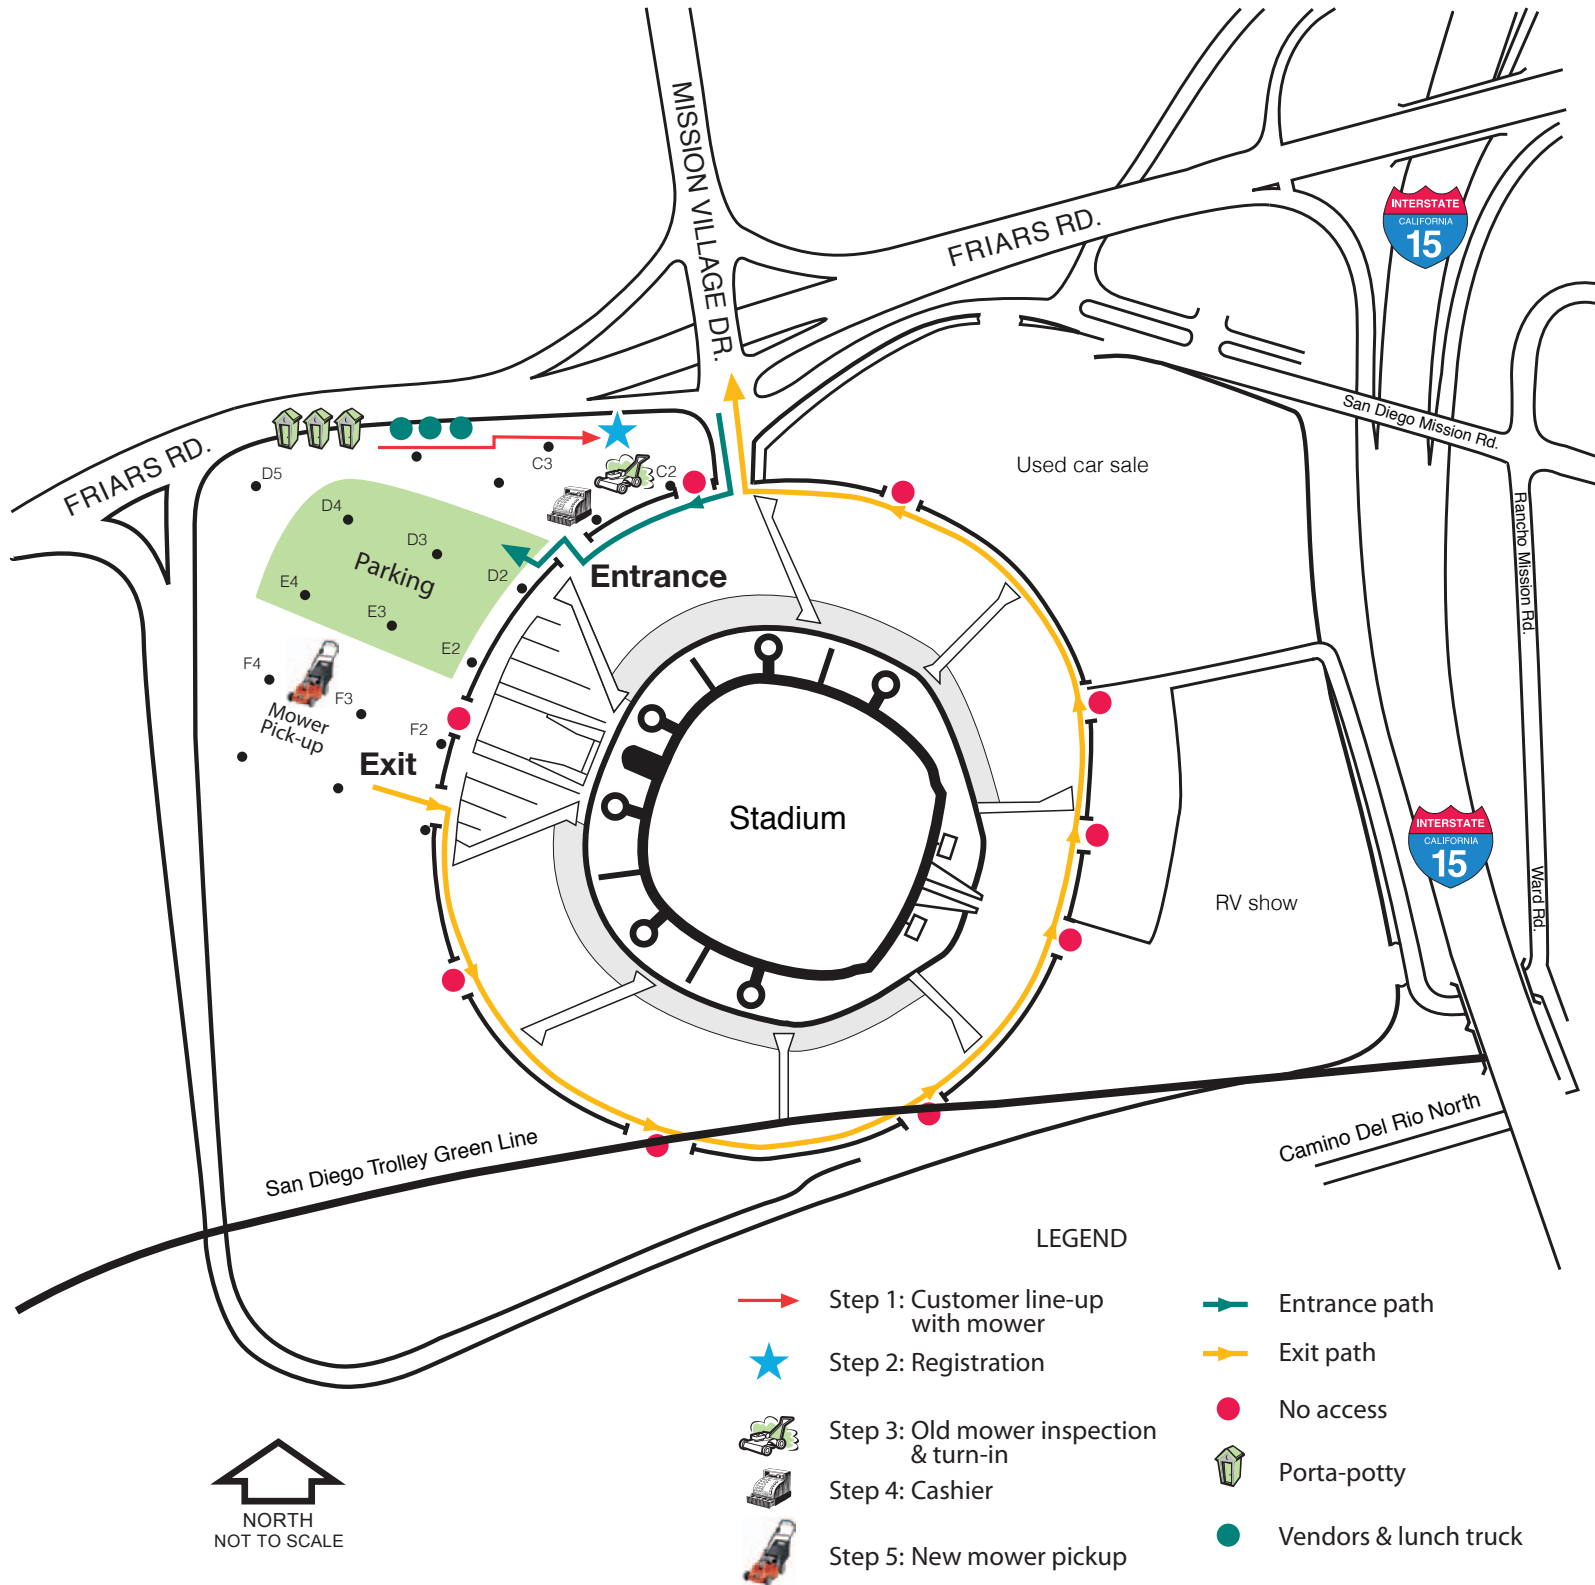 MISSION VILLAGE DR.
FRIARS RD.
INTERSTATE
CALIFORNIA
15
San Diego Mission Rd.
Rancho Mission Rd.
Ward Rd.
FRIARS RD.
Used car sale
D5
C3
C2
D4
D3
D2
Parking
E4
E3
E2
Entrance
F4
F3
F2
Mower
Pick-up
Exit
Stadium
INTERSTATE
CALIFORNIA
15
RV show
San Diego Trolley Green Line
Camino Del Rio North
LEGEND
Step 1: Customer line-up
with mower
Step 2: Registration
Step 3: Old mower inspection
& turn-in
Step 4: Cashier
Step 5: New mower pickup
Entrance path
Exit path
No access
Porta-potty
Vendors & lunch truck
NORTH
NOT TO SCALE